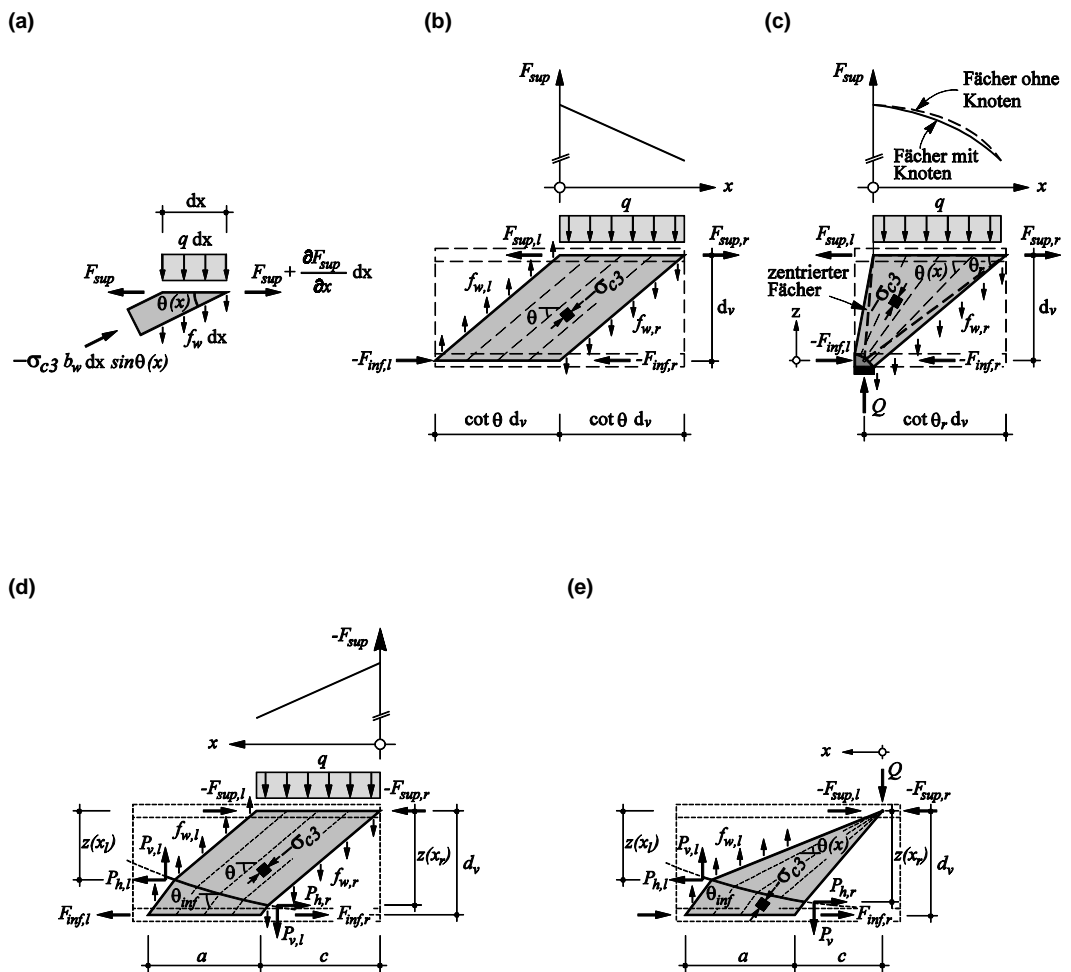 (a)
(b)
(c)
F_sup
F_sup
Fächer ohne
Knoten
Fächer mit
Knoten
x
x
dx
q dx
F_sup
F_sup + ∂F_sup/∂x dx
θ(x)
f_w dx
−σ_c3 b_w dx sinθ(x)
q
F_sup,l
F_sup,r
f_w,l
σ_c3
θ
f_w,r
d_v
-F_inf,l
-F_inf,r
cot θ d_v
cot θ d_v
q
F_sup,l
F_sup,r
zentrierter
Fächer
θ(x)
θ_r
σ_c3
f_w,r
d_v
z
-F_inf,l
-F_inf,r
Q
cot θ_r d_v
(d)
(e)
-F_sup
x
q
-F_sup,l
-F_sup,r
z(x_l)
P_v,l
f_w,l
σ_c3
θ
z(x_r)
d_v
P_h,l
f_w,r
θ_inf
P_h,r
F_inf,l
F_inf,r
P_v,l
a
c
x
Q
-F_sup,l
-F_sup,r
z(x_l)
P_v,l
f_w,l
θ(x)
z(x_r)
d_v
P_h,l
σ_c3
θ_inf
P_h,r
F_inf,l
F_inf,r
P_v
a
c